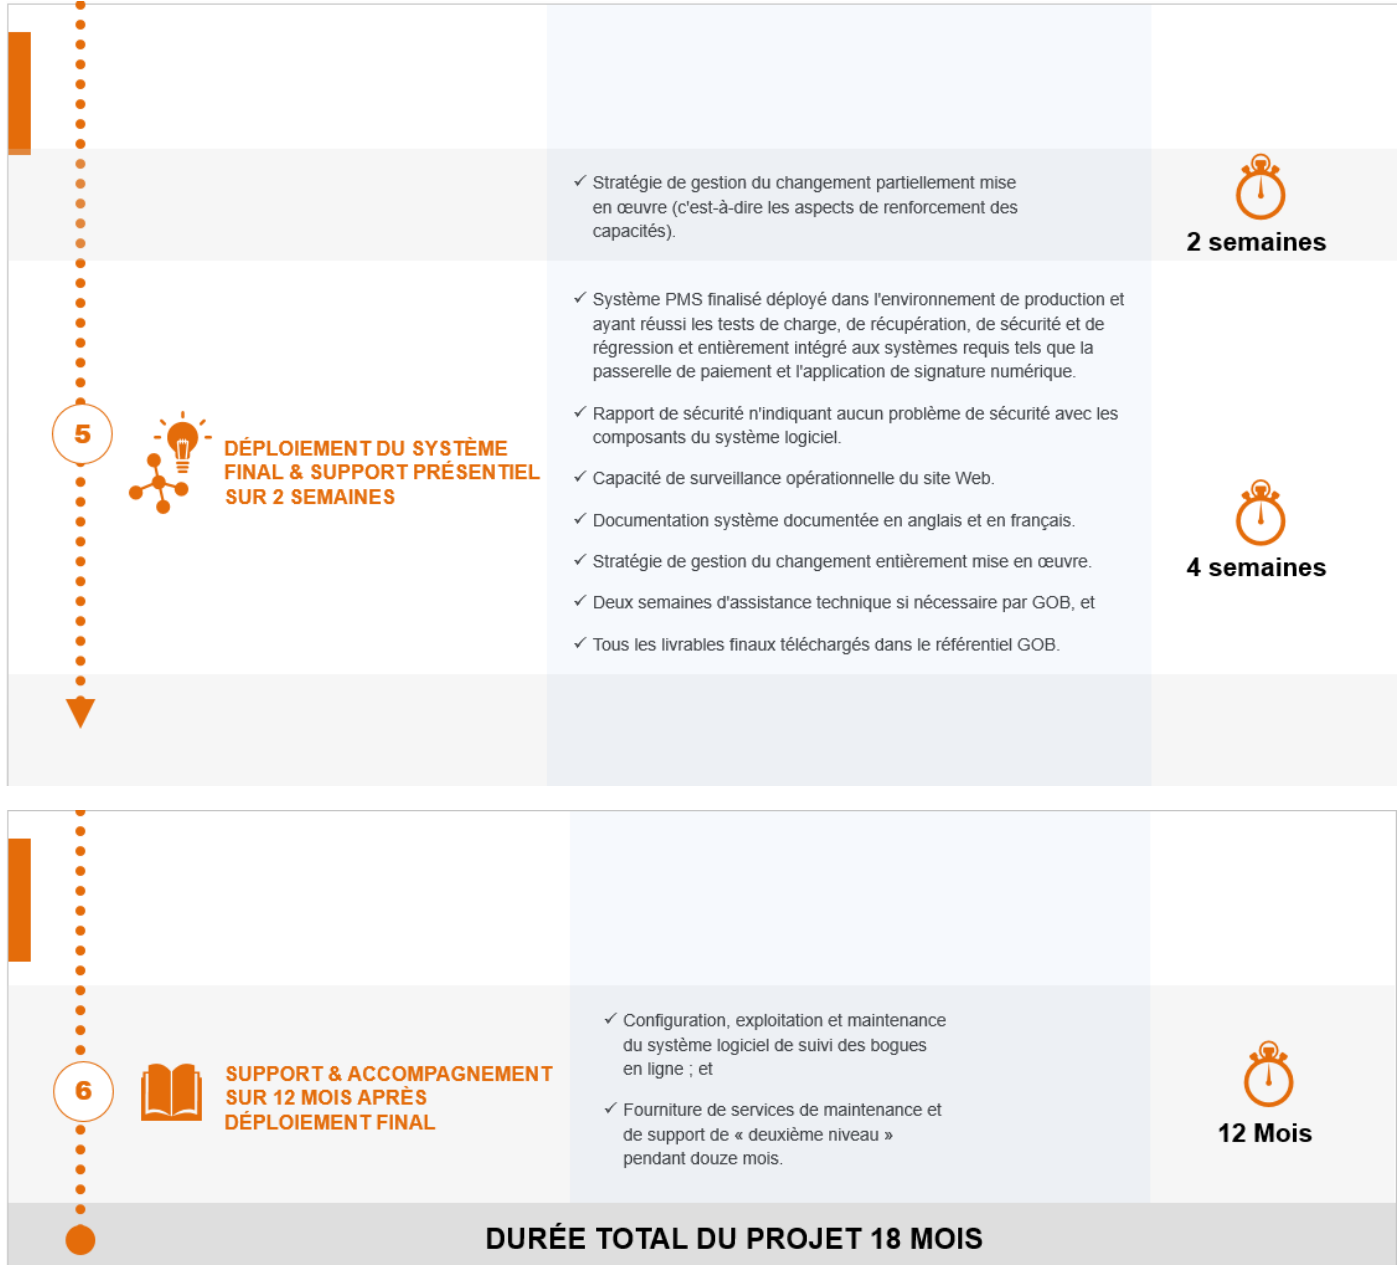 ✓ Stratégie de gestion du changement partiellement mise
en œuvre (c'est-à-dire les aspects de renforcement des
capacités).
2 semaines
5
DÉPLOIEMENT DU SYSTÈME
FINAL & SUPPORT PRÉSENTIEL
SUR 2 SEMAINES
✓ Système PMS finalisé déployé dans l'environnement de production et
ayant réussi les tests de charge, de récupération, de sécurité et de
régression et entièrement intégré aux systèmes requis tels que la
passerelle de paiement et l'application de signature numérique.
✓ Rapport de sécurité n'indiquant aucun problème de sécurité avec les
composants du système logiciel.
✓ Capacité de surveillance opérationnelle du site Web.
✓ Documentation système documentée en anglais et en français.
✓ Stratégie de gestion du changement entièrement mise en œuvre.
✓ Deux semaines d'assistance technique si nécessaire par GOB, et
✓ Tous les livrables finaux téléchargés dans le référentiel GOB.
4 semaines
6
SUPPORT & ACCOMPAGNEMENT
SUR 12 MOIS APRÈS
DÉPLOIEMENT FINAL
✓ Configuration, exploitation et maintenance
du système logiciel de suivi des bogues
en ligne ; et
✓ Fourniture de services de maintenance et
de support de « deuxième niveau »
pendant douze mois.
12 Mois
DURÉE TOTAL DU PROJET 18 MOIS